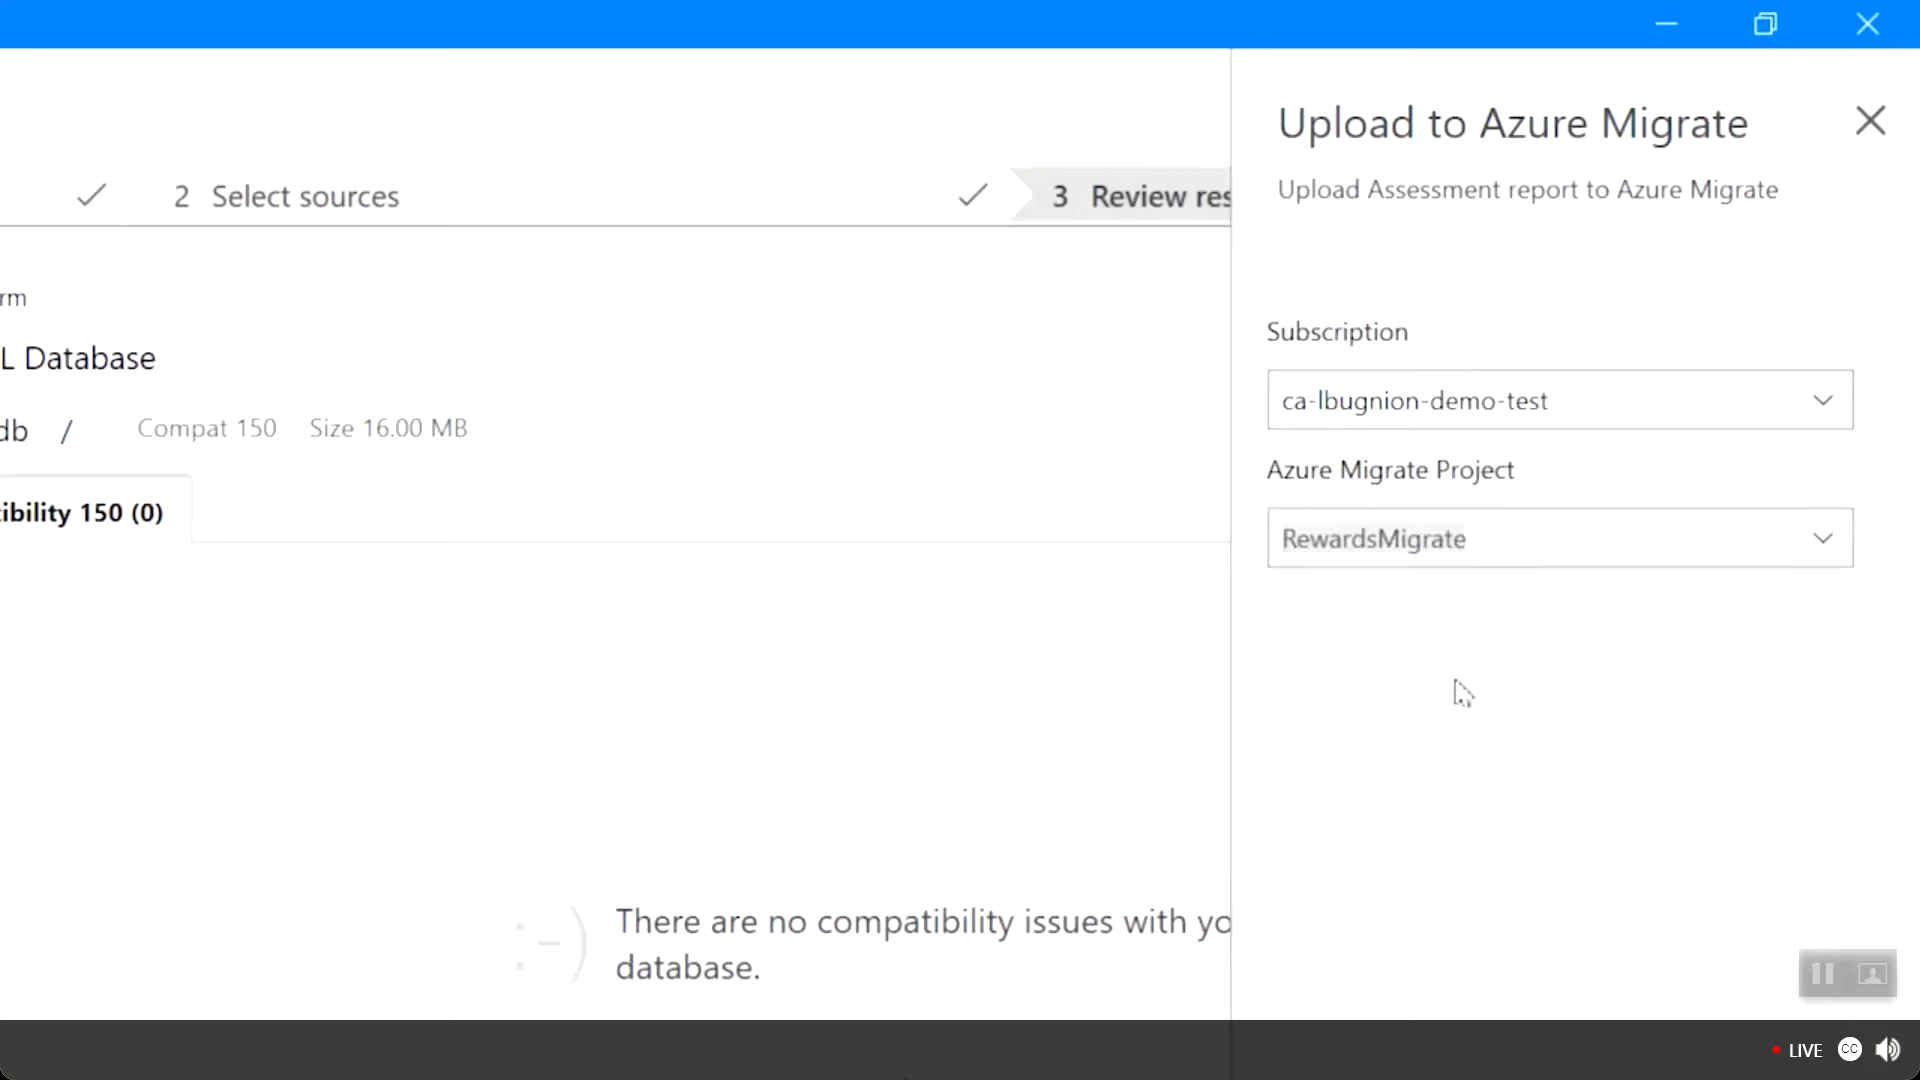 Upload to Azure Migrate
Upload Assessment report to Azure Migrate
2 Select sources
3 Review res
rm
L Database
db / Compat 150 Size 16.00 MB
ibility 150 (0)
Subscription
ca-lbugnion-demo-test
Azure Migrate Project
RewardsMigrate
:-) There are no compatibility issues with yo
database.
LIVE CC